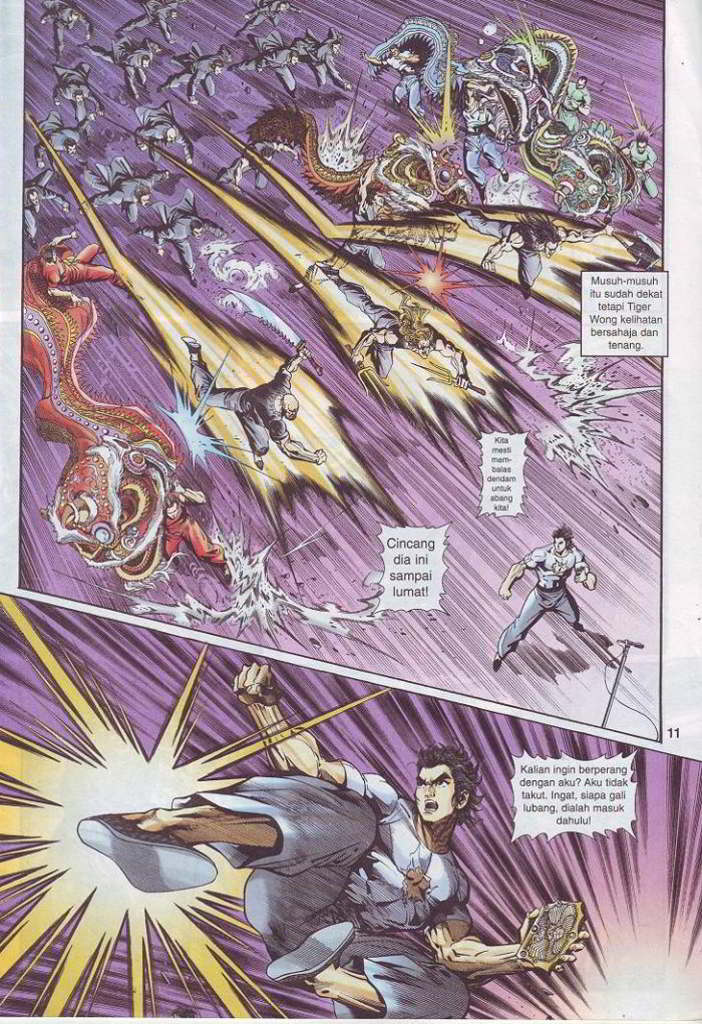 Musuh-musuh
itu sudah dekat
tetapi Tiger
Wong kelihatan
bersahaja dan
tenang.
Kita
mesti
mem-
balas
dendam
untuk
abang
kita!
Cincang
dia ini
sampai
lumat!
11
Kalian ingin berperang
dengan aku? Aku tidak
takut. Ingat, siapa gali
lubang, dialah masuk
dahulu!